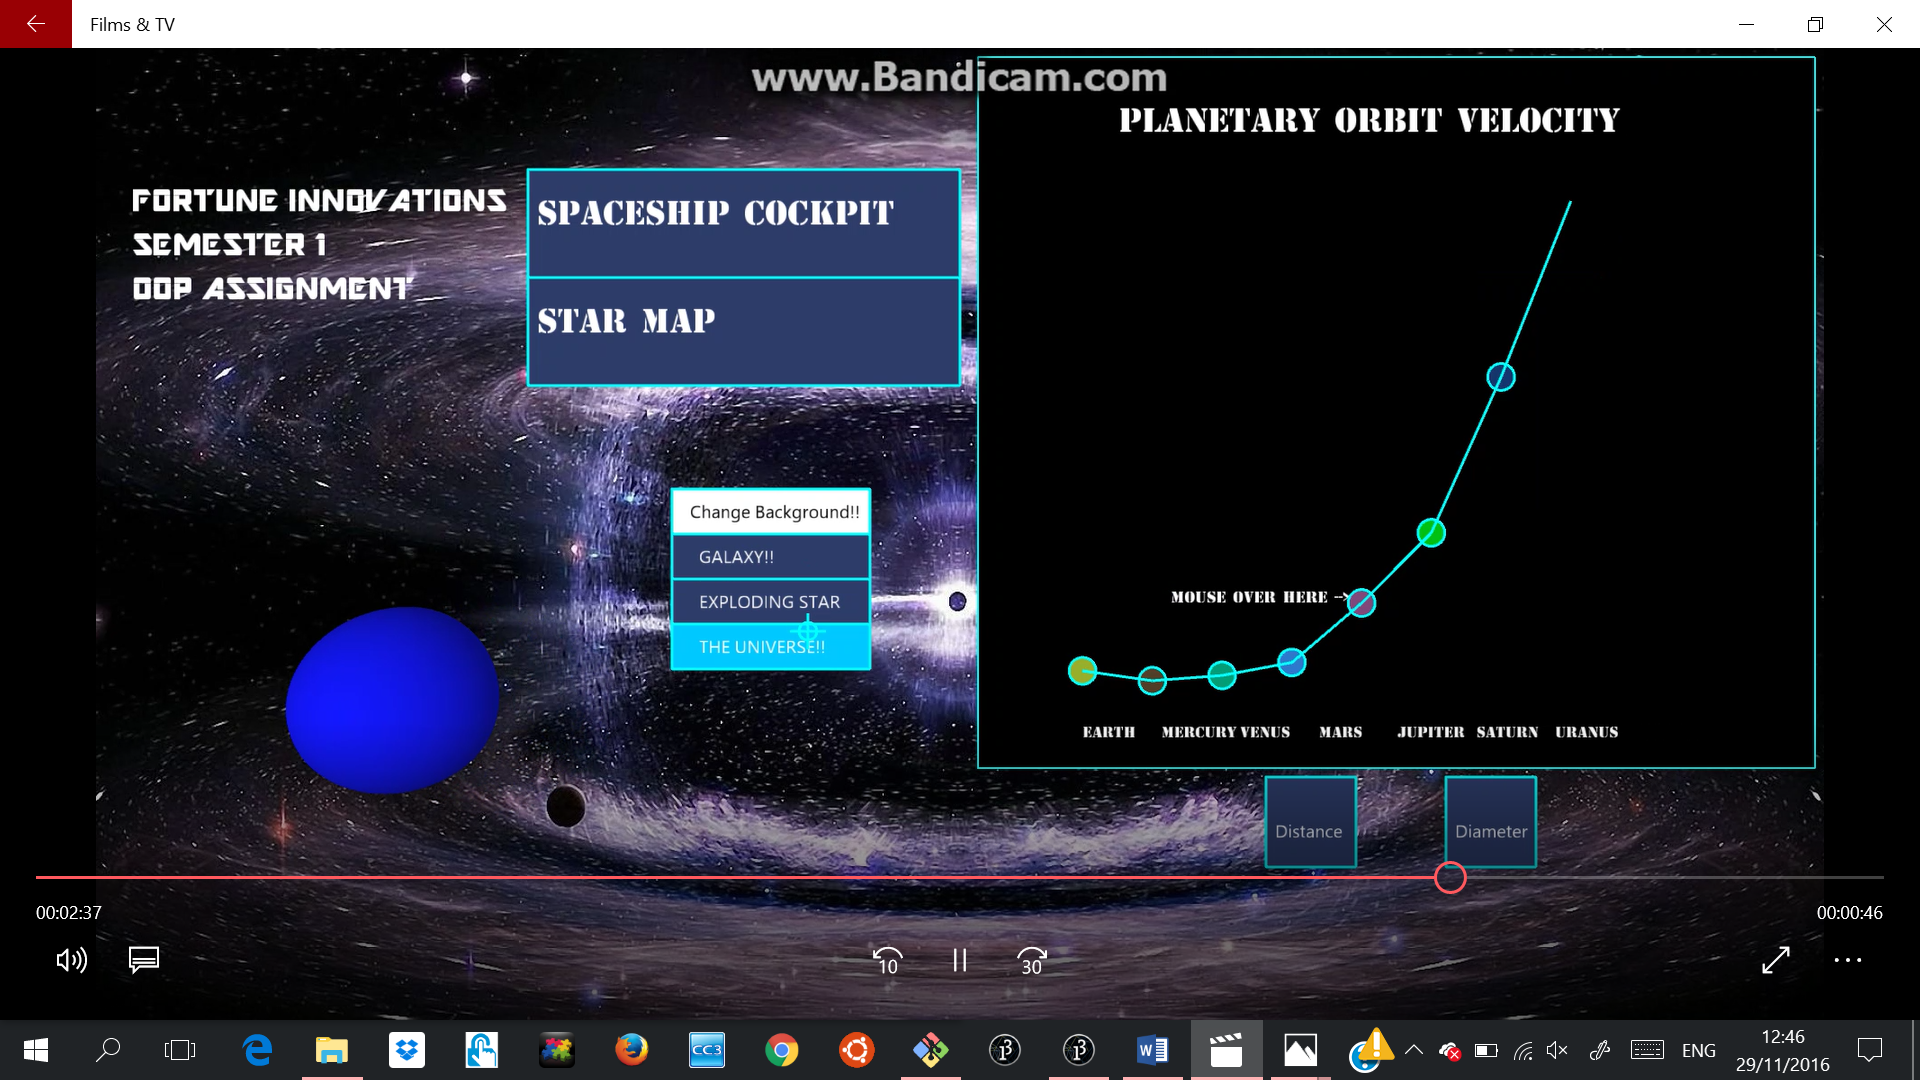 Films & TV
www.Bandicam.com
PLANETARY ORBIT VELOCITY
FORTUNE INNOVATIONS
SEMESTER 1
OOP ASSIGNMENT
SPACESHIP COCKPIT
STAR MAP
Change Background!!
GALAXY!!
EXPLODING STAR
THE UNIVERSE!!
MOUSE OVER HERE -->
EARTH MERCURY VENUS MARS JUPITER SATURN URANUS
Distance
Diameter
00:02:37
00:00:46
10
30
CC3
ENG
12:46
29/11/2016